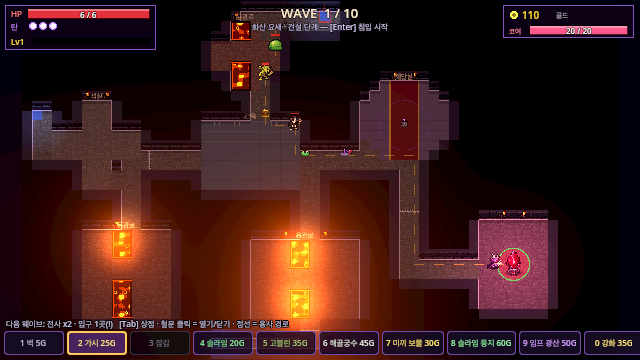 HP 6 / 6
탄
Lv1
WAVE 1 / 10
화산 요새 · 건설 단계 — [Enter] 침입 시작
110 골드
코어 20 / 20
다음 웨이브: 전사 x2 · 입구 1곳(!) [Tab] 상점 · 철문 클릭 = 열기/닫기 · 점선 = 용사 경로
1 벽 5G
2 가시 25G
3 잠김
4 슬라임 20G
5 고블린 35G
6 해골궁수 45G
7 미끼 보물 30G
8 슬라임 둥지 60G
9 임프 광산 50G
0 강화 35G